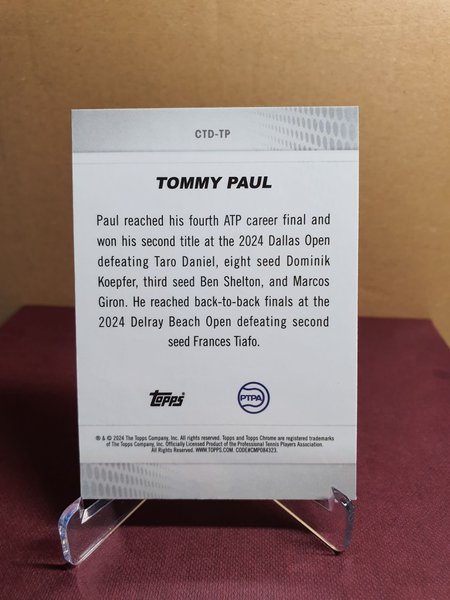 CTD-TP
TOMMY PAUL
Paul reached his fourth ATP career final and
won his second title at the 2024 Dallas Open
defeating Taro Daniel, eight seed Dominik
Koepfer, third seed Ben Shelton, and Marcos
Giron. He reached back-to-back finals at the
2024 Delray Beach Open defeating second
seed Frances Tiafo.
Topps
PTPA
® & © 2024 The Topps Company, Inc. All rights reserved. Topps and Topps Chrome are registered trademarks
of The Topps Company, Inc. Officially Licensed Product of the Professional Tennis Players Association.
All Rights Reserved. WWW.TOPPS.COM. CODE#CMP084323.